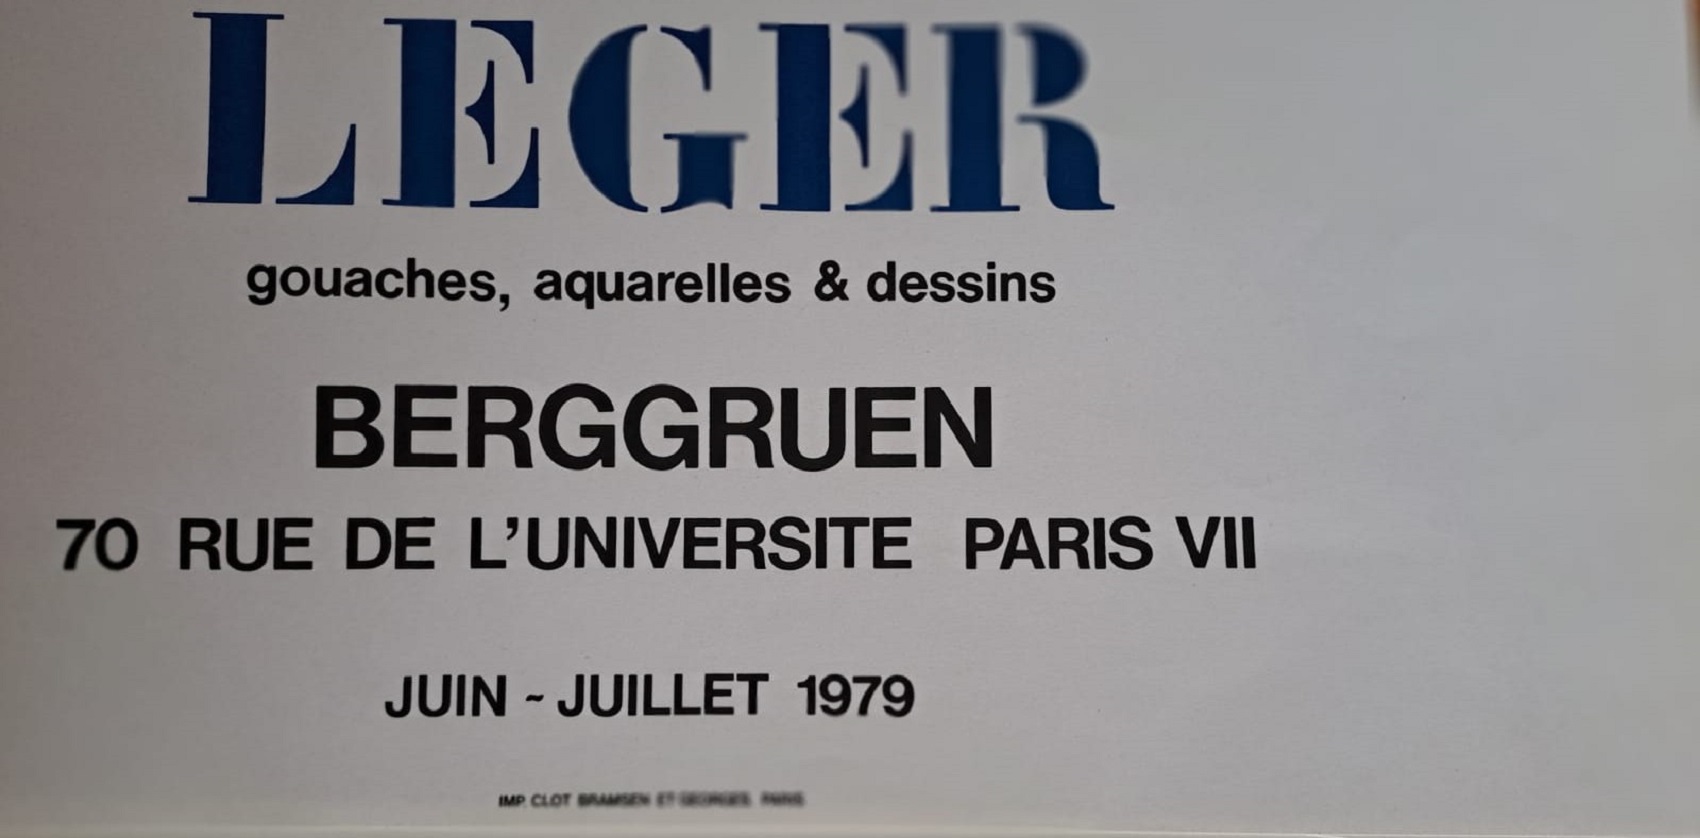 LEGER
gouaches, aquarelles & dessins
BERGGRUEN
70 RUE DE L'UNIVERSITE PARIS VII
JUIN - JUILLET 1979
IMP. CLOT BRAMSEN ET GEORGES PARIS